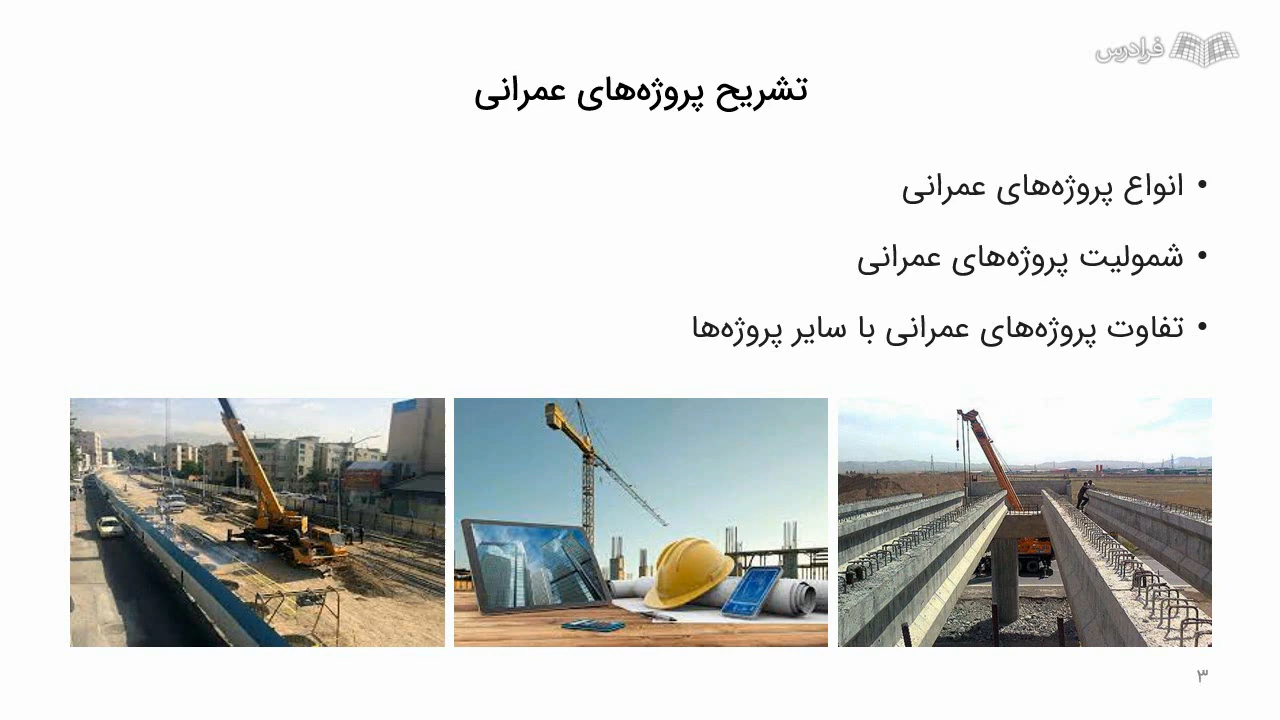 فرادرس
تشریح پروژه‌های عمرانی
• انواع پروژه‌های عمرانی
• شمولیت پروژه‌های عمرانی
• تفاوت پروژه‌های عمرانی با سایر پروژه‌ها
۳